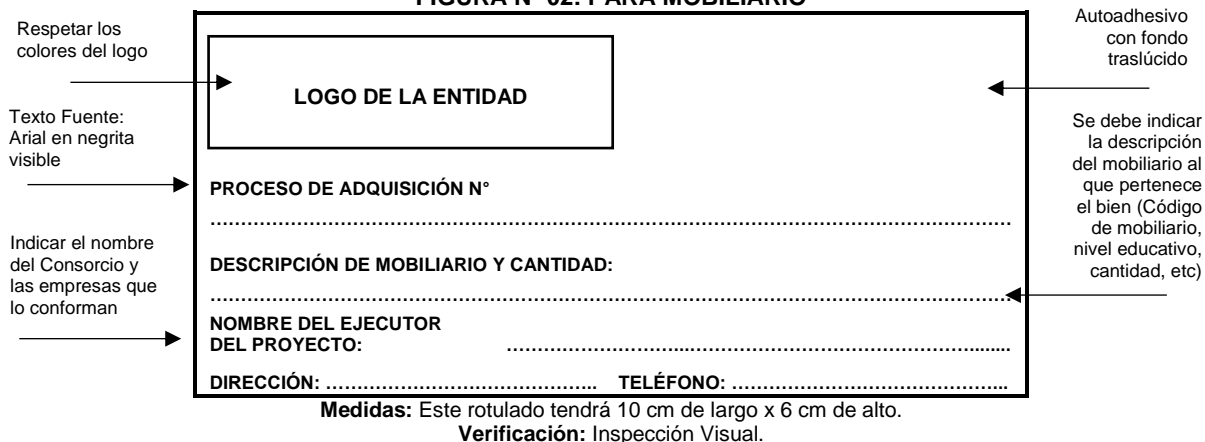 FIGURA N° 02: PARA MOBILIARIO
Respetar los
colores del logo
Texto Fuente:
Arial en negrita
visible
Indicar el nombre
del Consorcio y
las empresas que
lo conforman
LOGO DE LA ENTIDAD
PROCESO DE ADQUISICIÓN N°
……………………………………………………………………………………………………………………
DESCRIPCIÓN DE MOBILIARIO Y CANTIDAD:
……………………………………………………………………………………………………………………
NOMBRE DEL EJECUTOR
DEL PROYECTO: …………………………...……………………………………........
DIRECCIÓN: …………………………………….. TELÉFONO: ……………………………………...
Autoadhesivo
con fondo
traslúcido
Se debe indicar
la descripción
del mobiliario al
que pertenece
el bien (Código
de mobiliario,
nivel educativo,
cantidad, etc)
Medidas: Este rotulado tendrá 10 cm de largo x 6 cm de alto.
Verificación: Inspección Visual.